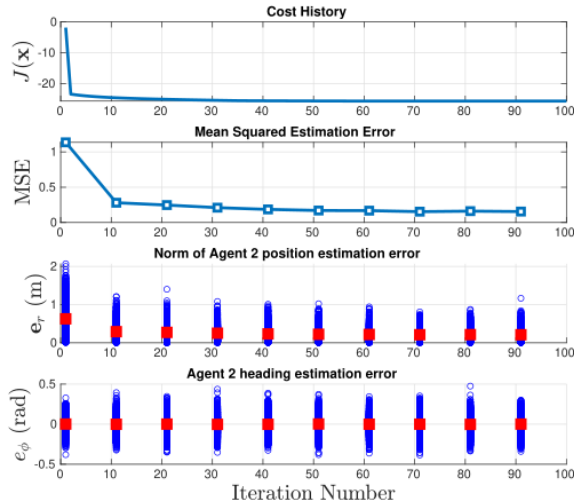 Cost History
J(x)
0
-10
-20
0 10 20 30 40 50 60 70 80 90 100
Mean Squared Estimation Error
MSE
1
0.5
0
0 10 20 30 40 50 60 70 80 90 100
Norm of Agent 2 position estimation error
e_r (m)
2
1
0
0 10 20 30 40 50 60 70 80 90 100
Agent 2 heading estimation error
e_ϕ (rad)
0.5
0
-0.5
0 10 20 30 40 50 60 70 80 90 100
Iteration Number